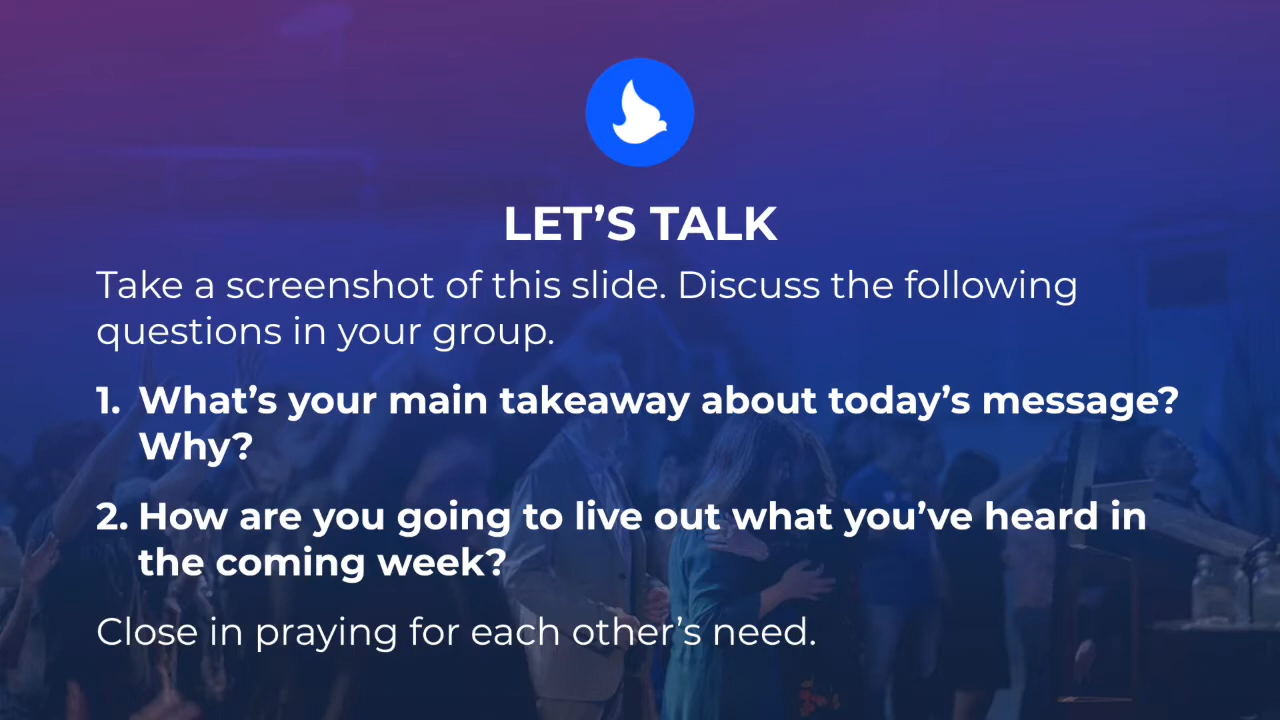 LET’S TALK
Take a screenshot of this slide. Discuss the following
questions in your group.
1. What’s your main takeaway about today’s message?
Why?
2. How are you going to live out what you’ve heard in
the coming week?
Close in praying for each other’s need.